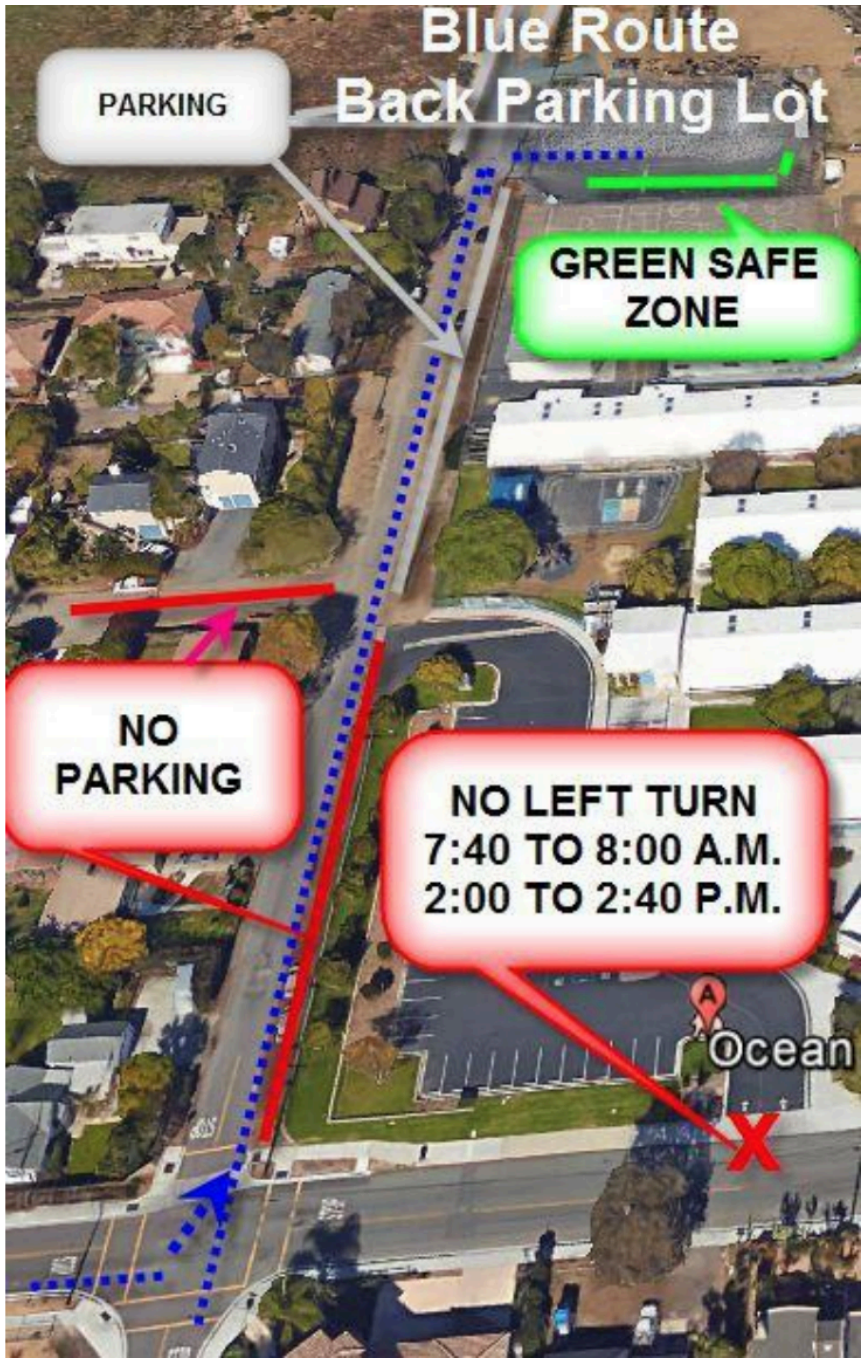 Blue Route
Back Parking Lot
PARKING
GREEN SAFE
ZONE
NO
PARKING
NO LEFT TURN
7:40 TO 8:00 A.M.
2:00 TO 2:40 P.M.
A
Ocean
X
STOP